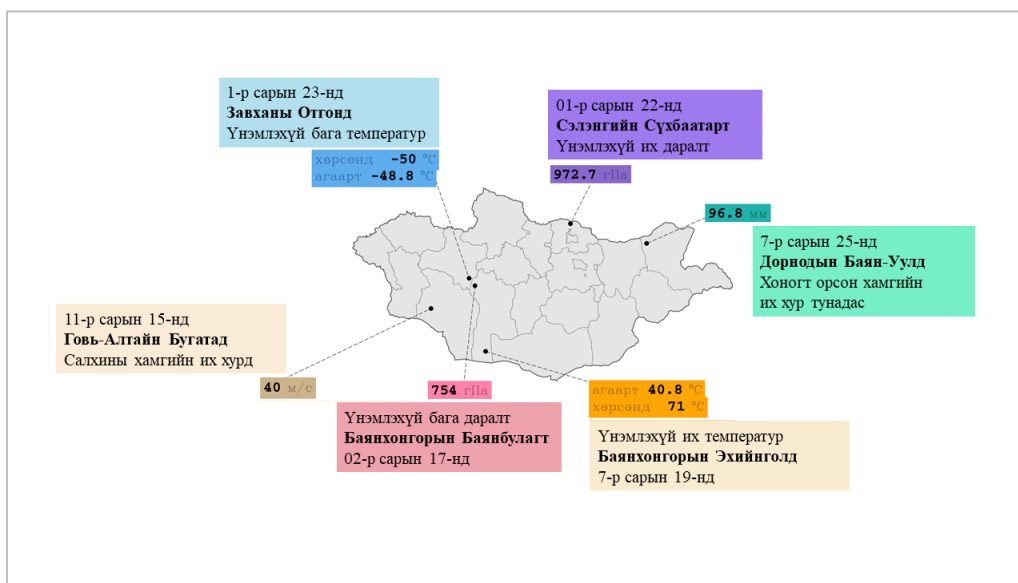 1-р сарын 23-нд
Завханы Отгонд
Үнэмлэхүй бага температур
хөрсөнд -50 °C
агаарт -48.8 °C
01-р сарын 22-нд
Сэлэнгийн Сүхбаатарт
Үнэмлэхүй их даралт
972.7 гПа
96.8 мм
7-р сарын 25-нд
Дорнодын Баян-Уулд
Хоногт орсон хамгийн
их хур тунадас
11-р сарын 15-нд
Говь-Алтайн Бугатад
Салхины хамгийн их хурд
40 м/с
754 гПа
Үнэмлэхүй бага даралт
Баянхонгорын Баянбулагт
02-р сарын 17-нд
агаарт 40.8 °C
хөрсөнд 71 °C
Үнэмлэхүй их температур
Баянхонгорын Эхийнголд
7-р сарын 19-нд